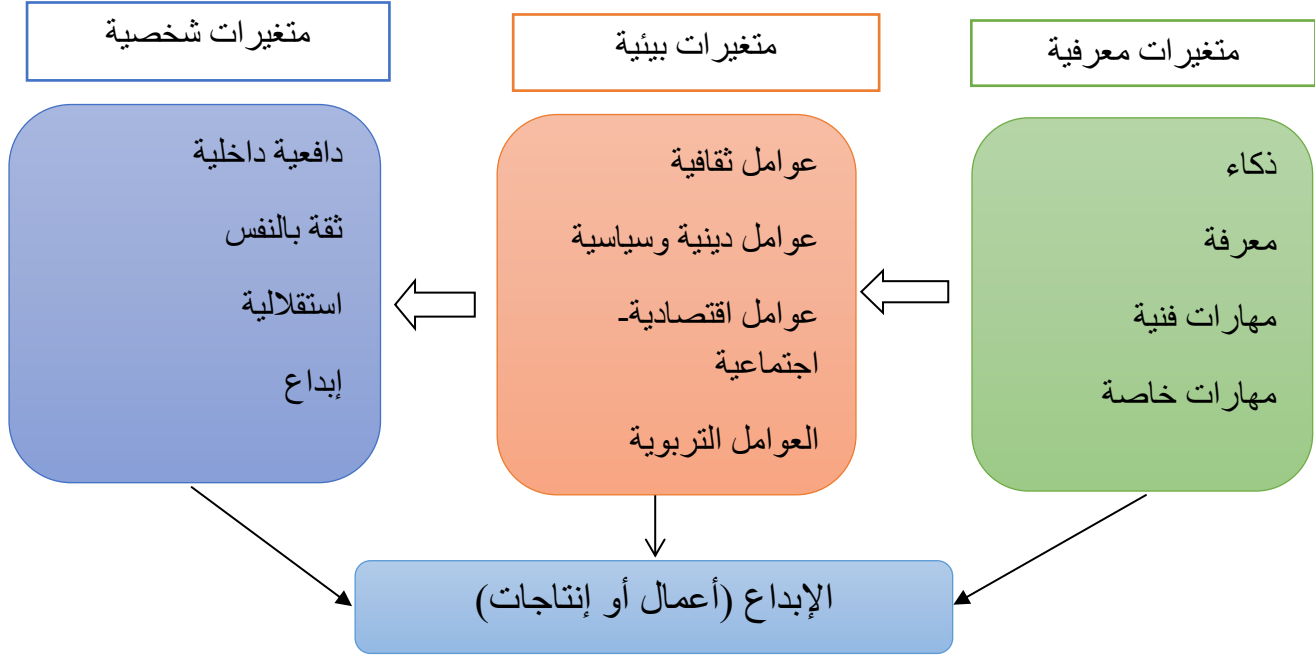 متغيرات معرفية
ذكاء
معرفة
مهارات فنية
مهارات خاصة
متغيرات بيئية
عوامل ثقافية
عوامل دينية وسياسية
عوامل اقتصادية-
اجتماعية
العوامل التربوية
متغيرات شخصية
دافعية داخلية
ثقة بالنفس
استقلالية
إبداع
الإبداع (أعمال أو إنتاجات)